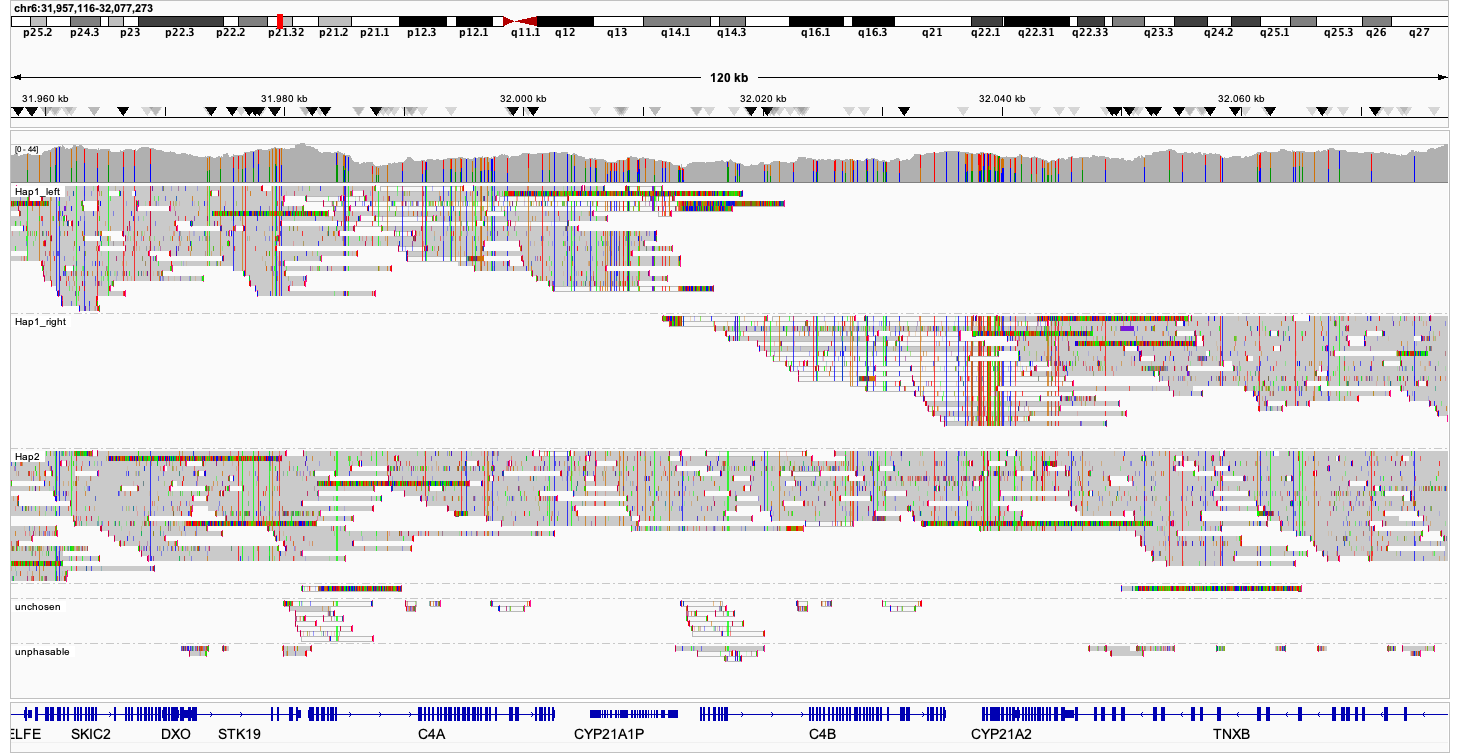 chr6:31,957,116-32,077,273
p25.2 p24.3 p23 p22.3 p22.2 p21.32 p21.2 p21.1 p12.3 p12.1 q11.1 q12 q13 q14.1 q14.3 q16.1 q16.3 q21 q22.1 q22.31 q22.33 q23.3 q24.2 q25.1 q25.3 q26 q27
120 kb
31.960 kb 31.980 kb 32.000 kb 32.020 kb 32.040 kb 32.060 kb
[0 - 44]
Hap1_left
Hap1_right
Hap2
unchosen
unphasable
ELFE SKIC2 DXO STK19 C4A CYP21A1P C4B CYP21A2 TNXB